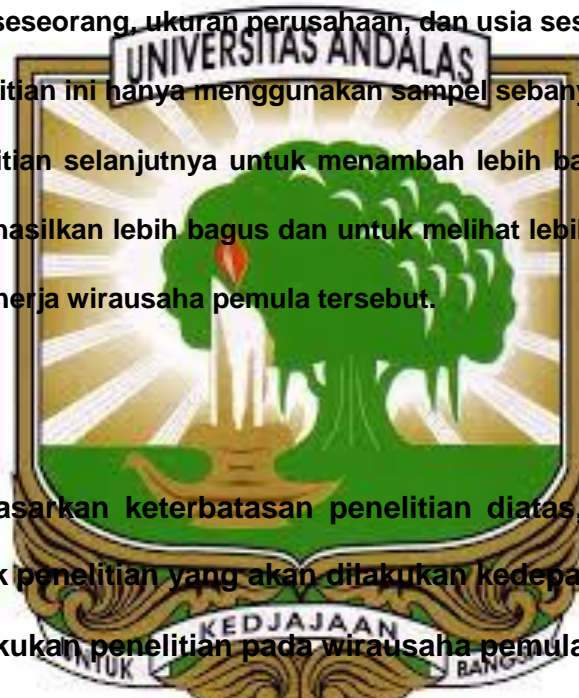 seseorang, ukuran perusahaan, dan usia ses
UNIVERSITAS ANDALAS
itian ini hanya menggunakan sampel sebany
itian selanjutnya untuk menambah lebih ba
hasilkan lebih bagus dan untuk melihat lebih
nerja wirausaha pemula tersebut.
asarkan keterbatasan penelitian diatas,
k penelitian yang akan dilakukan kedepa
KEDJAJAAN
kukan penelitian pada wirausaha pemula
UNTUK BANGSA